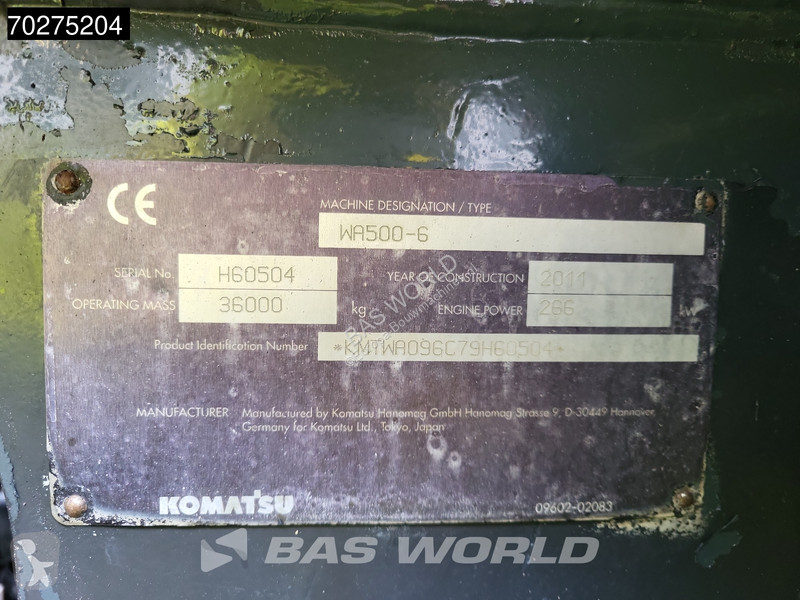 70275204
CE
MACHINE DESIGNATION / TYPE
WA500-6
SERIAL No. H60504 YEAR OF CONSTRUCTION 2011
OPERATING MASS 36000 kg ENGINE POWER 266
Product Identification Number *KMTWA096C79H60504*
MANUFACTURER Manufactured by Komatsu Hanomag GmbH Hanomag Strasse 9, D-30449 Hannover
Germany for Komatsu Ltd., Tokyo, Japan
KOMATSU 09602-02083
BAS WORLD
BAS WORLD